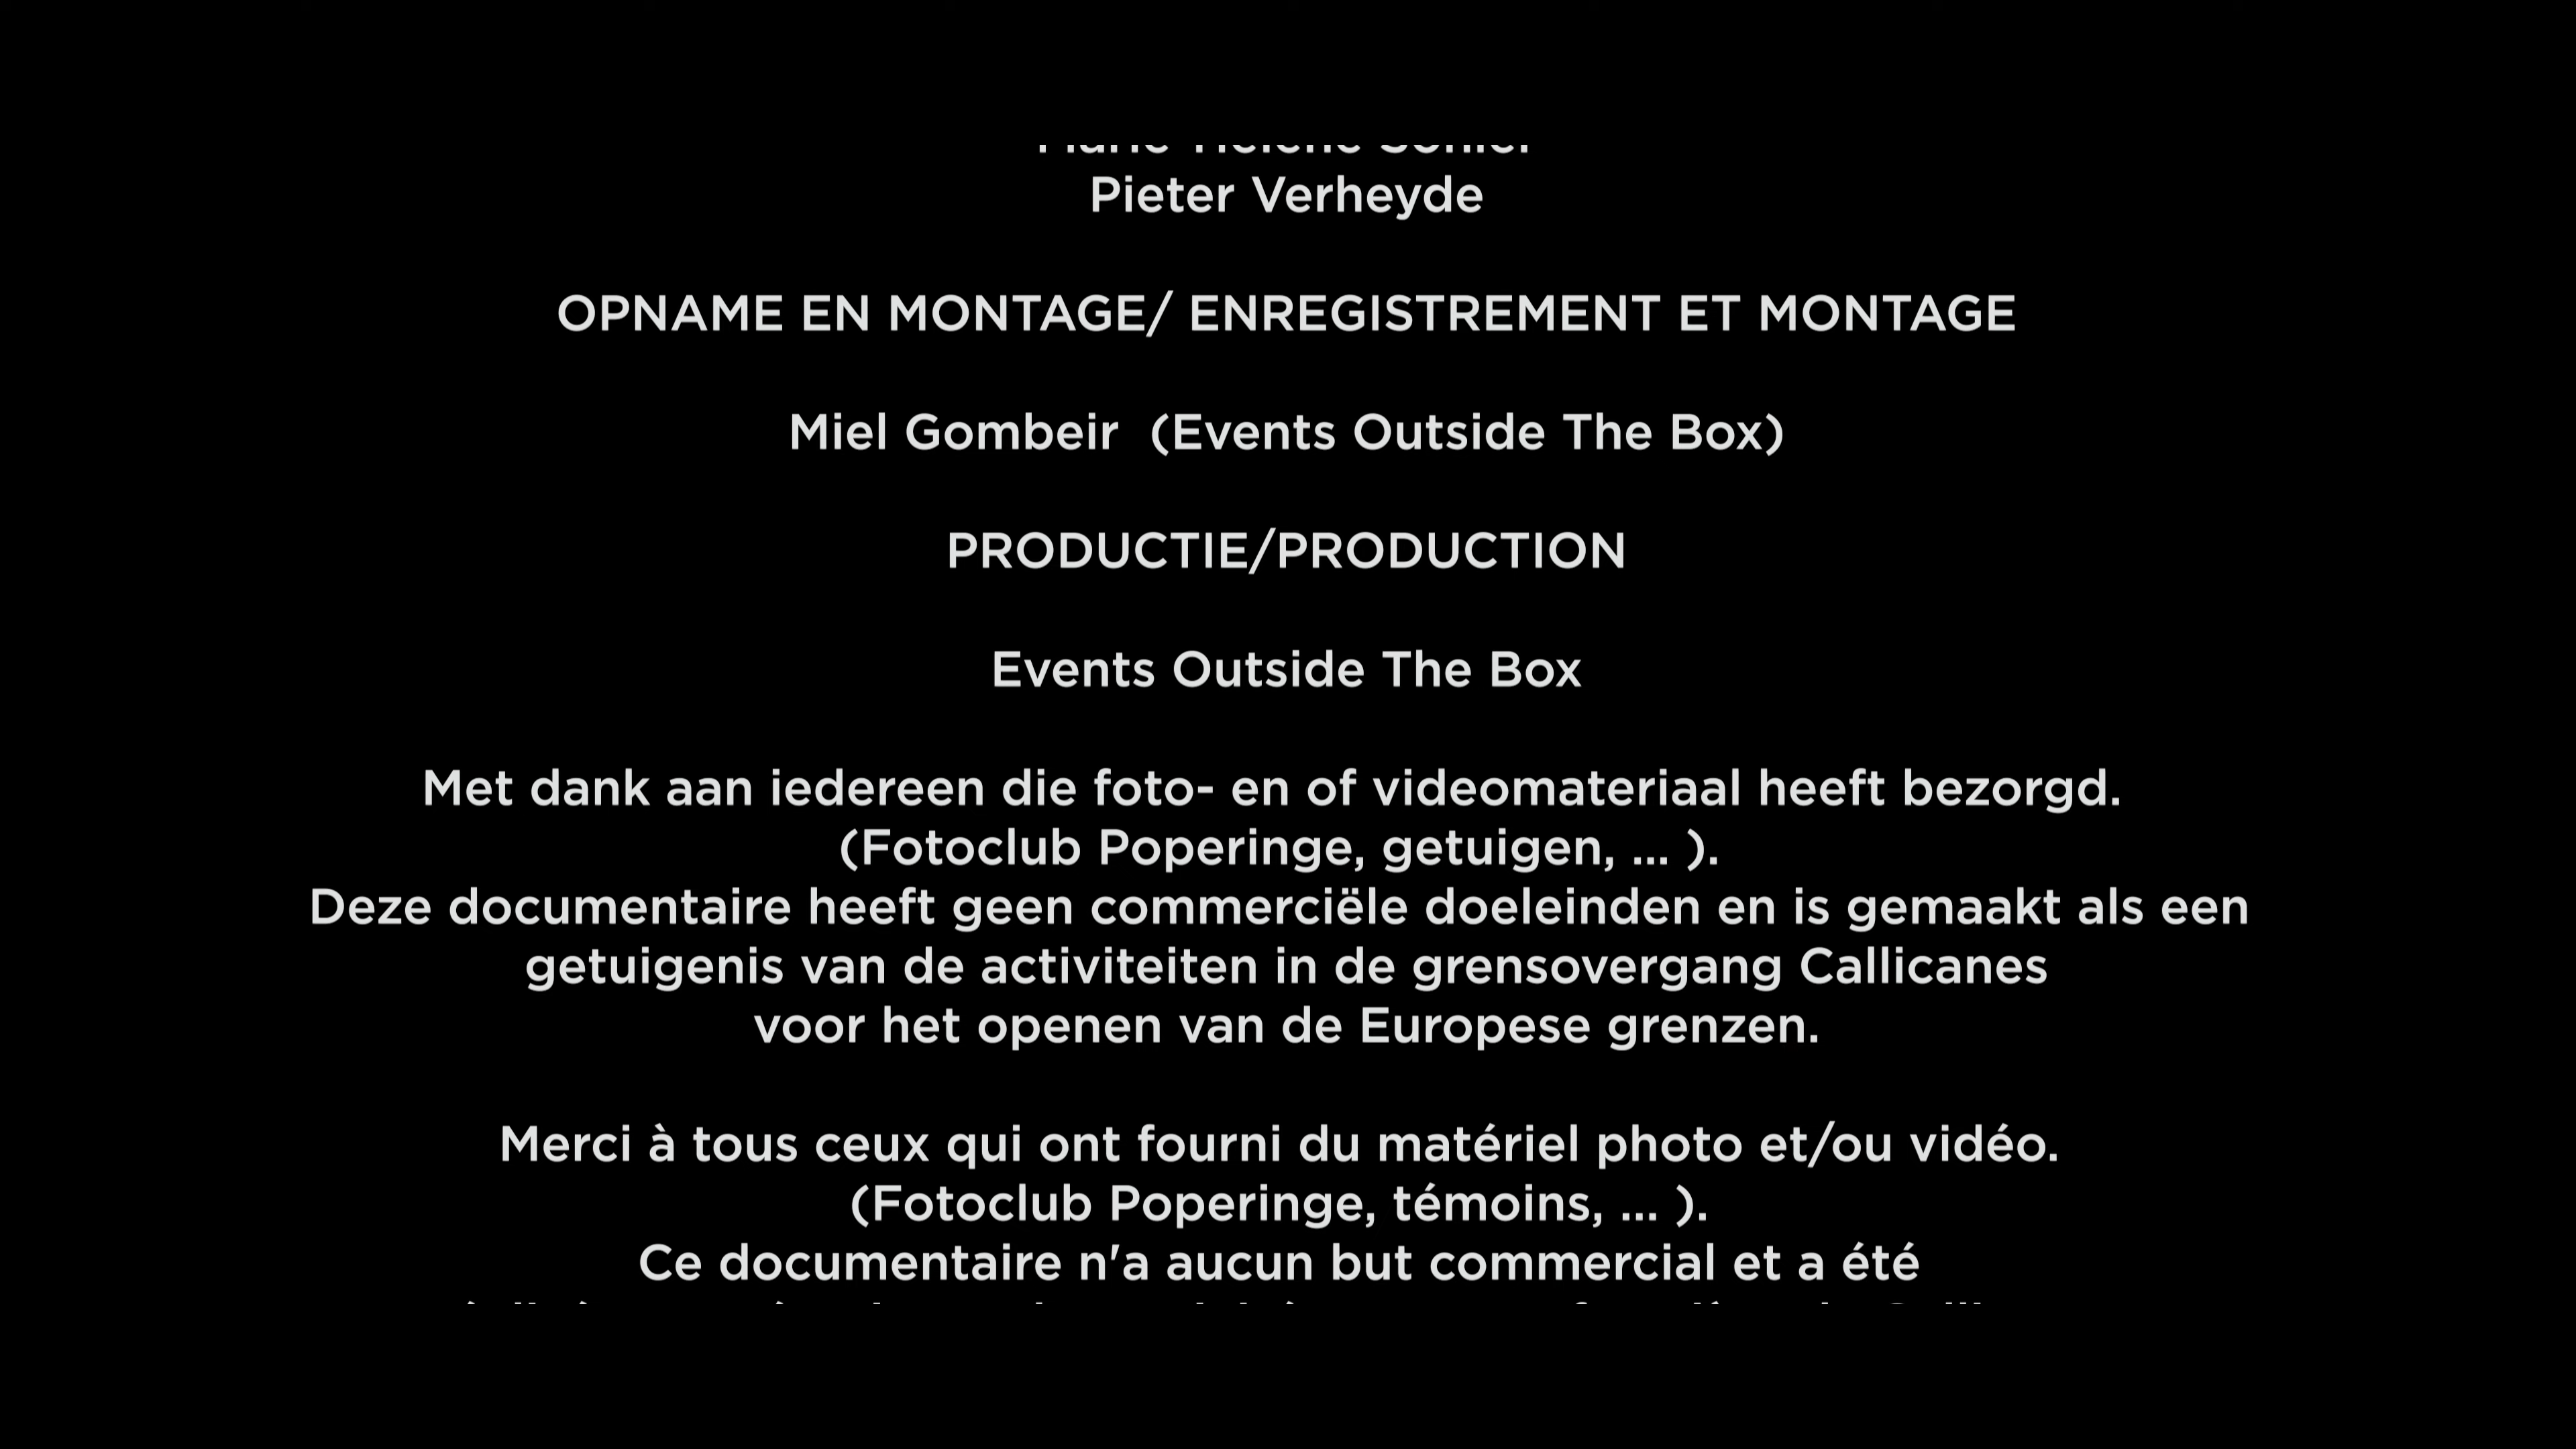 Pieter Verheyde
OPNAME EN MONTAGE/ ENREGISTREMENT ET MONTAGE
Miel Gombeir  (Events Outside The Box)
PRODUCTIE/PRODUCTION
Events Outside The Box
Met dank aan iedereen die foto- en of videomateriaal heeft bezorgd.
(Fotoclub Poperinge, getuigen, ... ).
Deze documentaire heeft geen commerciële doeleinden en is gemaakt als een
getuigenis van de activiteiten in de grensovergang Callicanes
voor het openen van de Europese grenzen.
Merci à tous ceux qui ont fourni du matériel photo et/ou vidéo.
(Fotoclub Poperinge, témoins, ... ).
Ce documentaire n'a aucun but commercial et a été